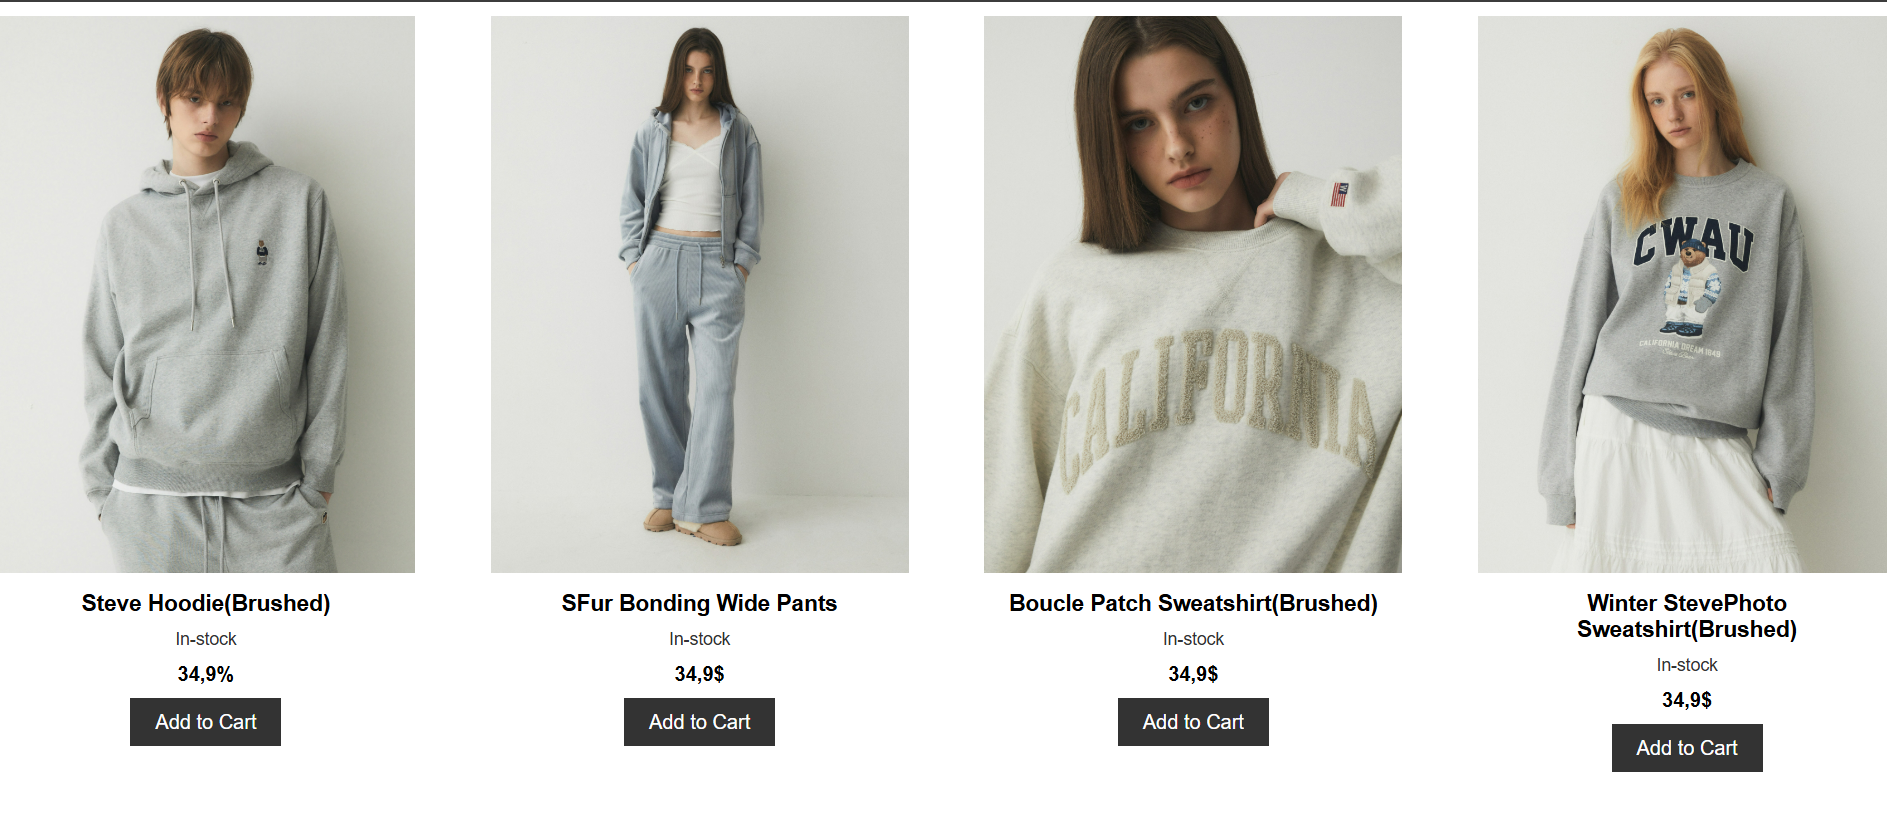 CALIFORNIA
CWAU
CALIFORNIA DREAM 1949
Steve Hoodie(Brushed)
In-stock
34,9%
Add to Cart
SFur Bonding Wide Pants
In-stock
34,9$
Add to Cart
Boucle Patch Sweatshirt(Brushed)
In-stock
34,9$
Add to Cart
Winter StevePhoto
Sweatshirt(Brushed)
In-stock
34,9$
Add to Cart